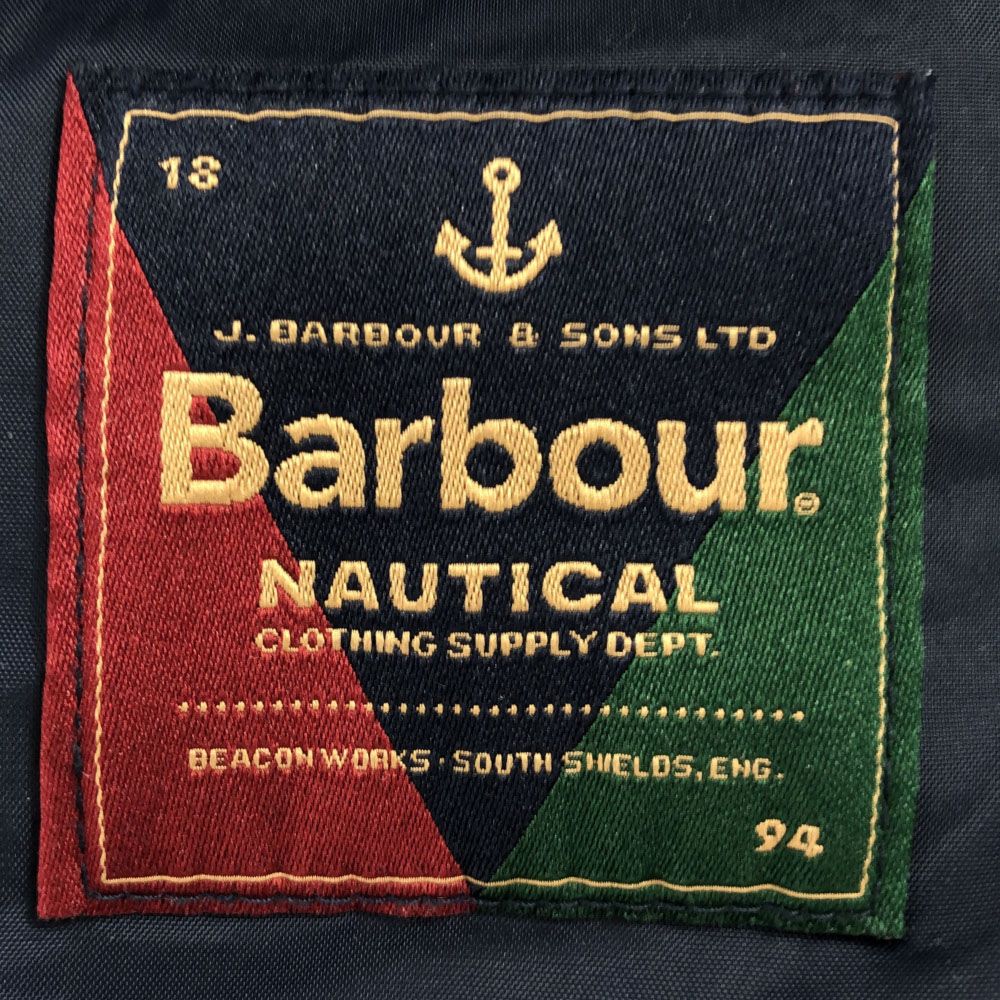 18
J. BARBOUR & SONS LTD
Barbour®
NAUTICAL
CLOTHING SUPPLY DEPT.
BEACON WORKS · SOUTH SHIELDS, ENG.
94